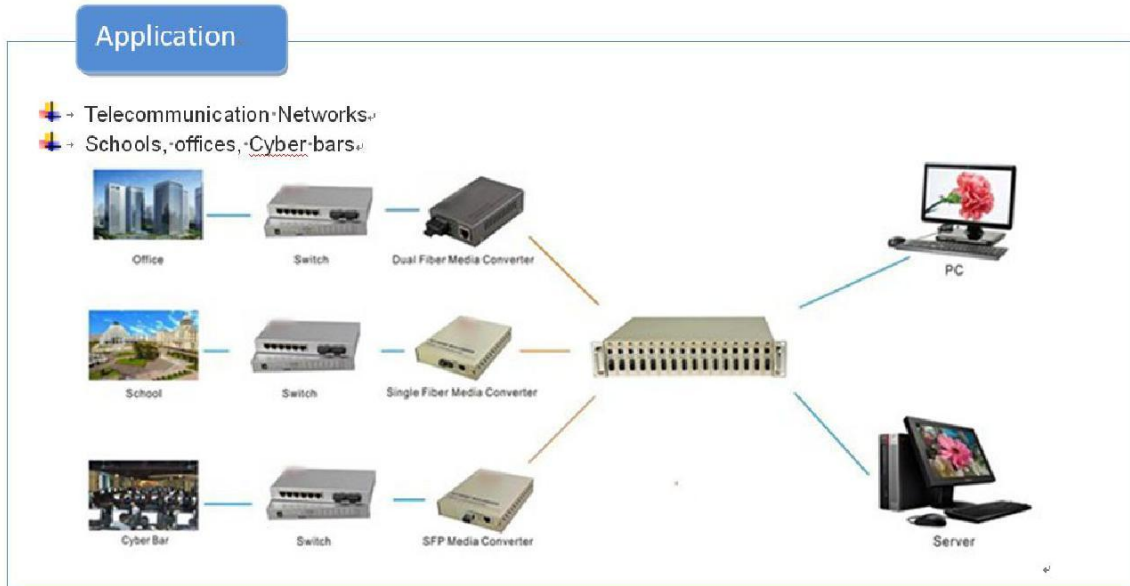 Application
Telecommunication Networks
Schools, offices, Cyber bars
Office
Switch
Dual Fiber Media Converter
PC
School
Switch
Single Fiber Media Converter
Cyber Bar
Switch
SFP Media Converter
Server